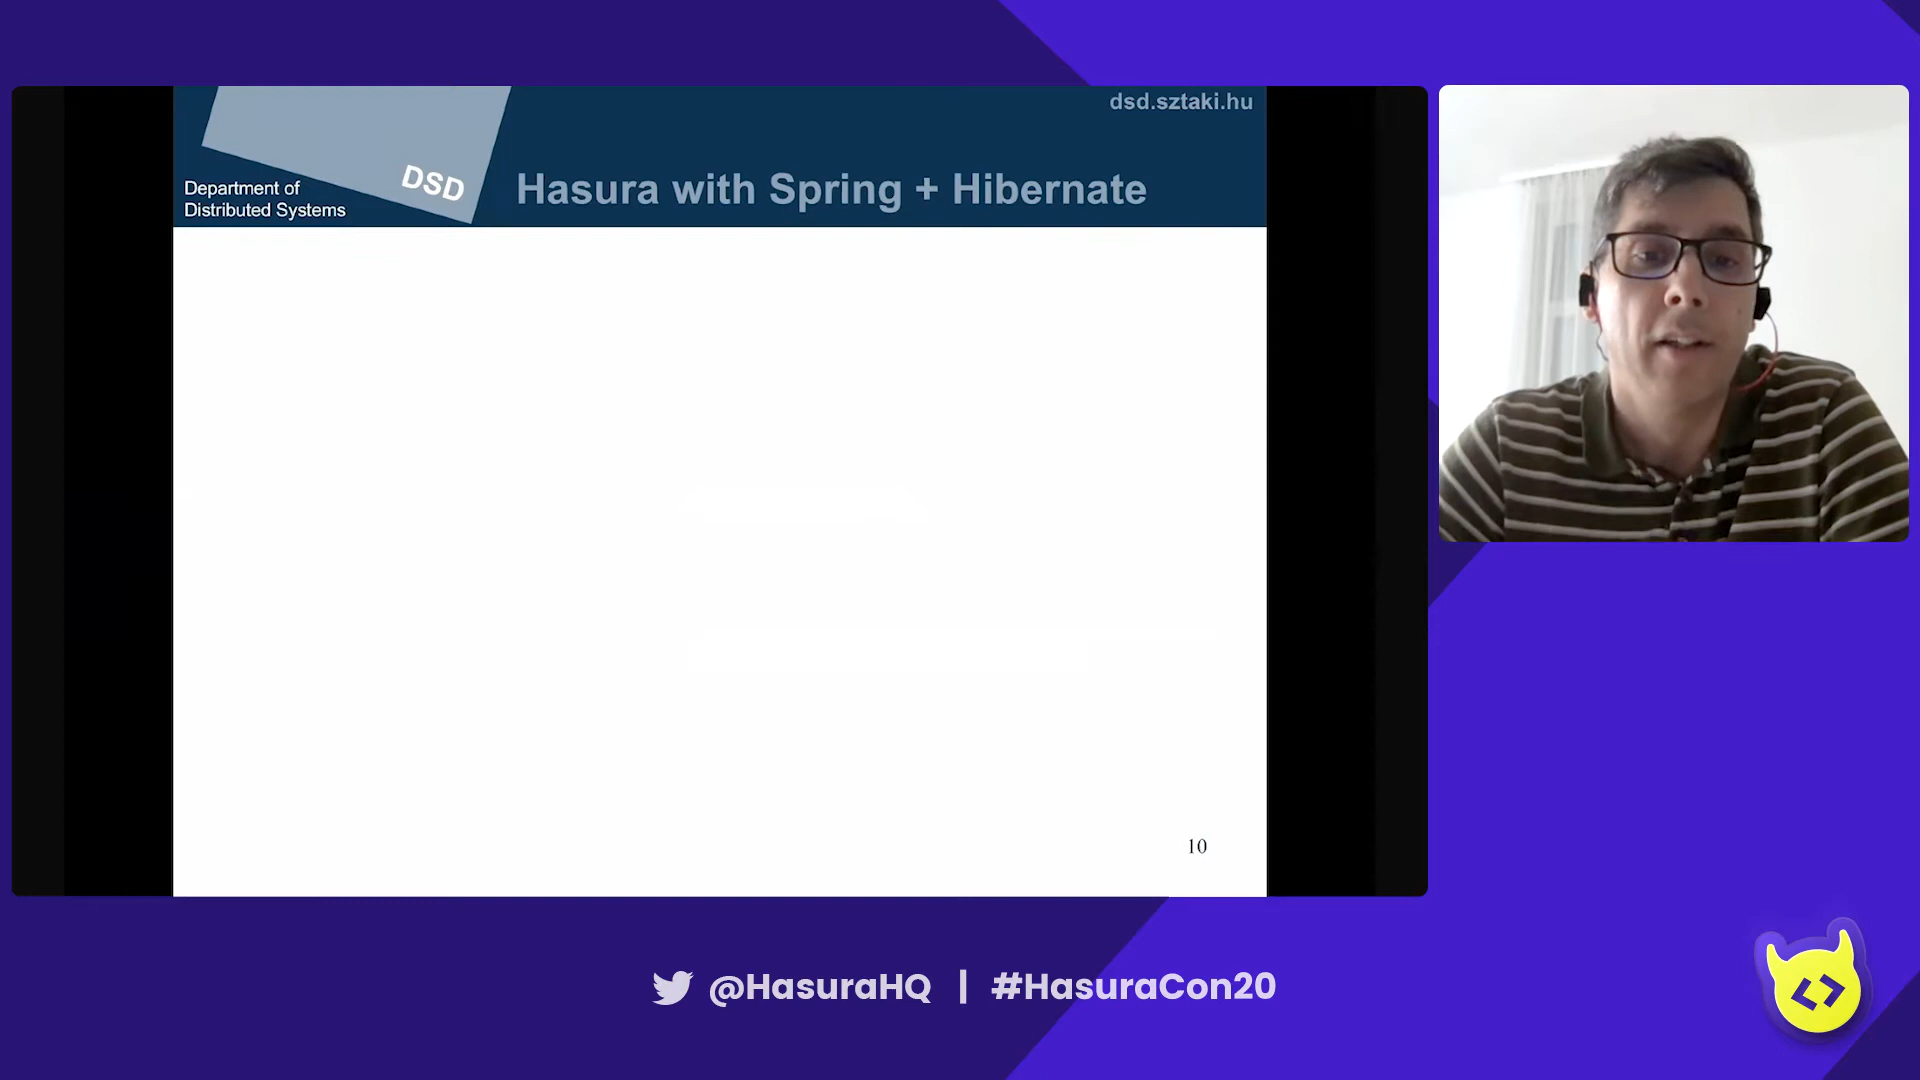 dsd.sztaki.hu
DSD
Department of
Distributed Systems
Hasura with Spring + Hibernate
10
@HasuraHQ | #HasuraCon20